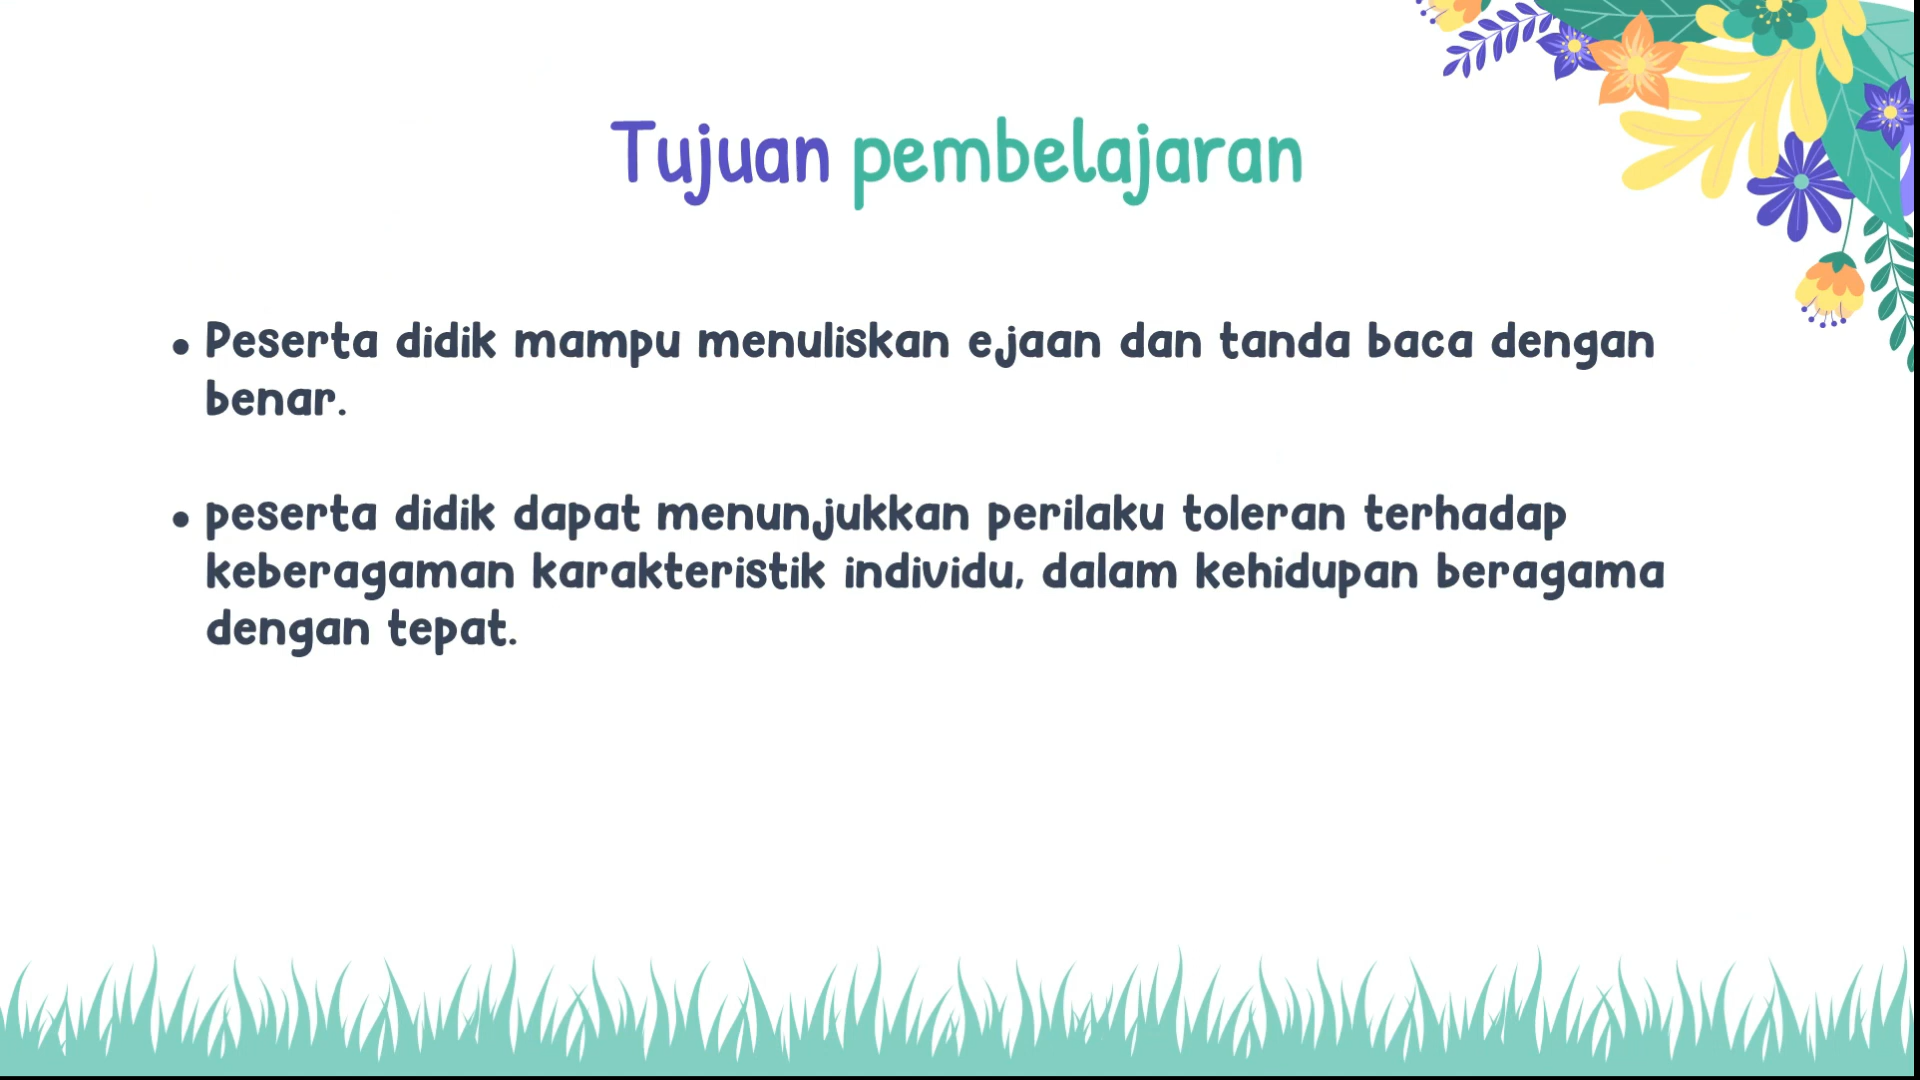 Tujuan pembelajaran
• Peserta didik mampu menuliskan ejaan dan tanda baca dengan
benar.
• peserta didik dapat menunjukkan perilaku toleran terhadap
keberagaman karakteristik individu, dalam kehidupan beragama
dengan tepat.